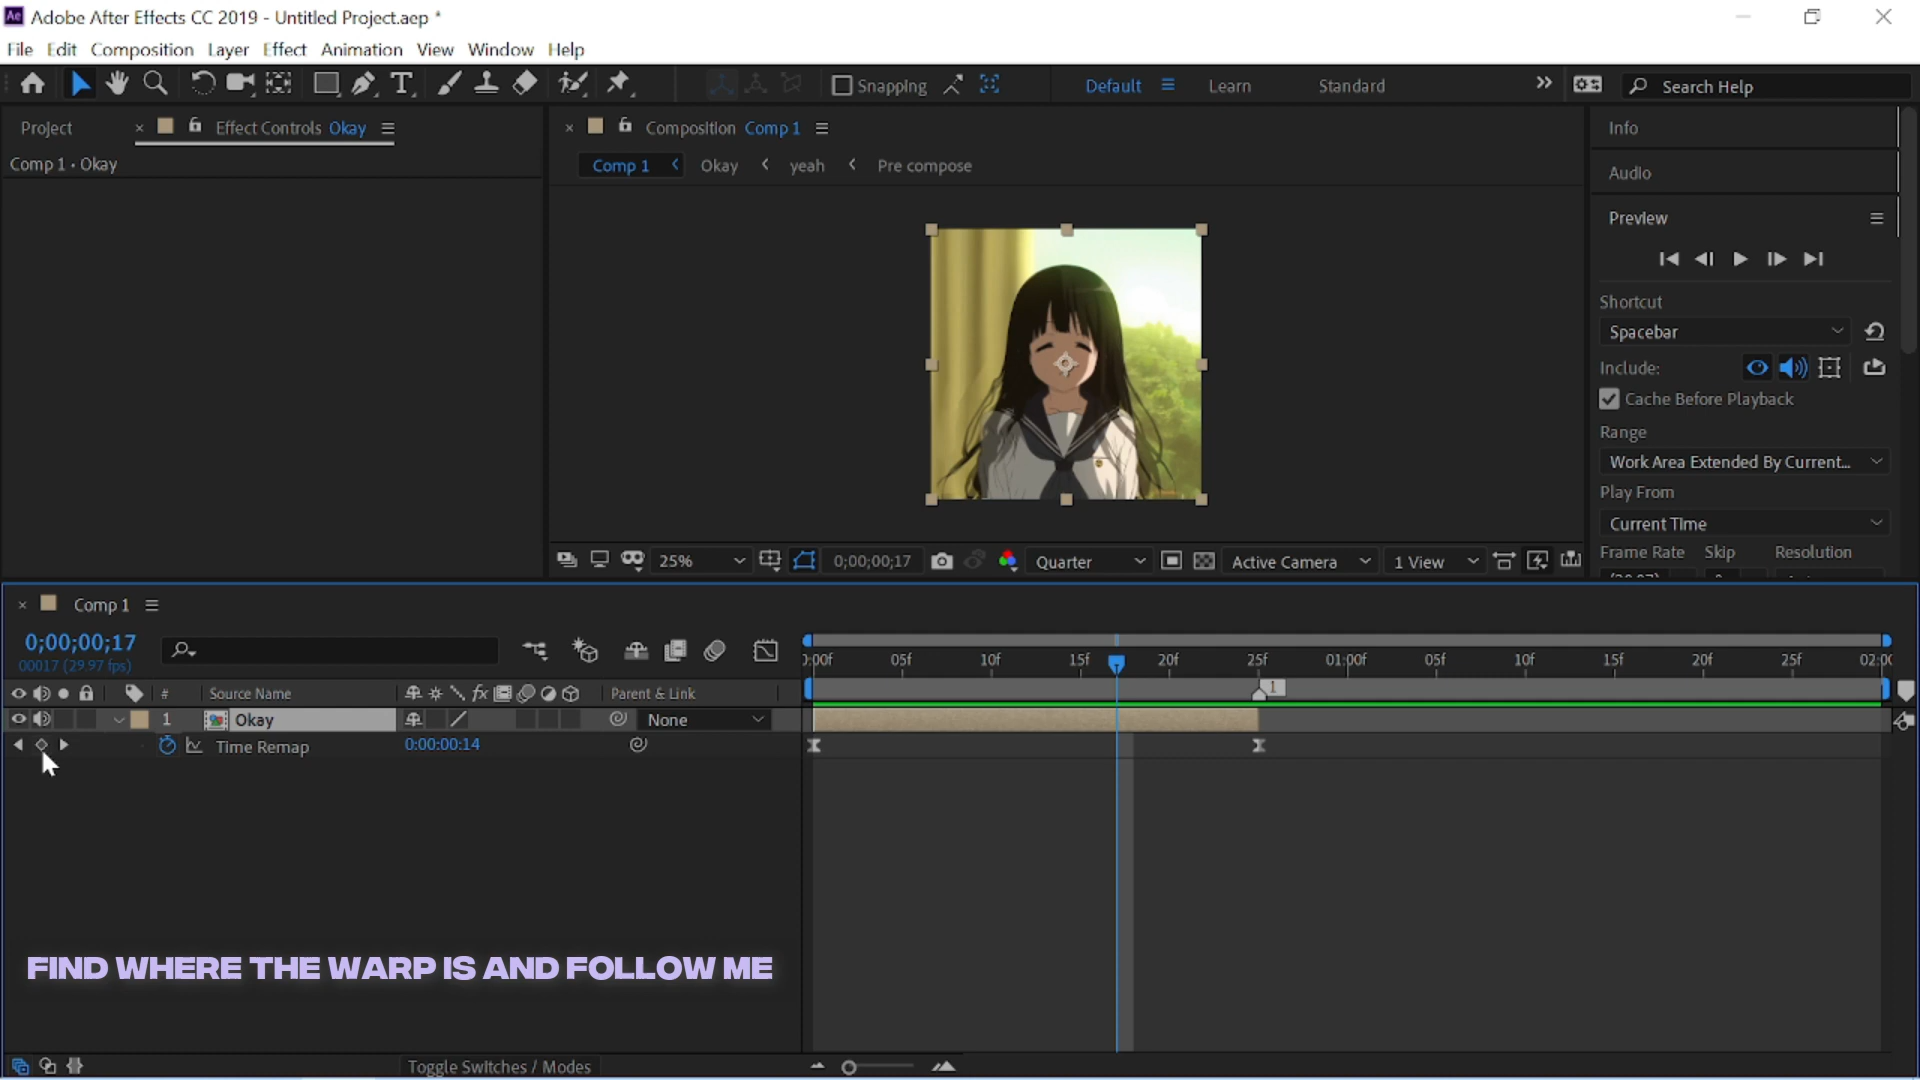 Ae Adobe After Effects CC 2019 - Untitled Project.aep *
File Edit Composition Layer Effect Animation View Window Help
Snapping Default Learn Standard Search Help
Project Effect Controls Okay Composition Comp 1 Info
Comp 1 • Okay Comp 1 Okay yeah Pre compose
Audio
Preview
Shortcut
Spacebar
Include:
Cache Before Playback
Range
Work Area Extended By Current...
Play From
Current Time
Frame Rate Skip Resolution
25% 0;00;00;17 Quarter Active Camera 1 View
Comp 1
0;00;00;17
00017 (29.97 fps)
0:00f 05f 10f 15f 20f 25f 01:00f 05f 10f 15f 20f 25f
# Source Name fx Parent & Link 1
1 Okay None
Time Remap 0:00:00:14
FIND WHERE THE WARP IS AND FOLLOW ME
Toggle Switches / Modes